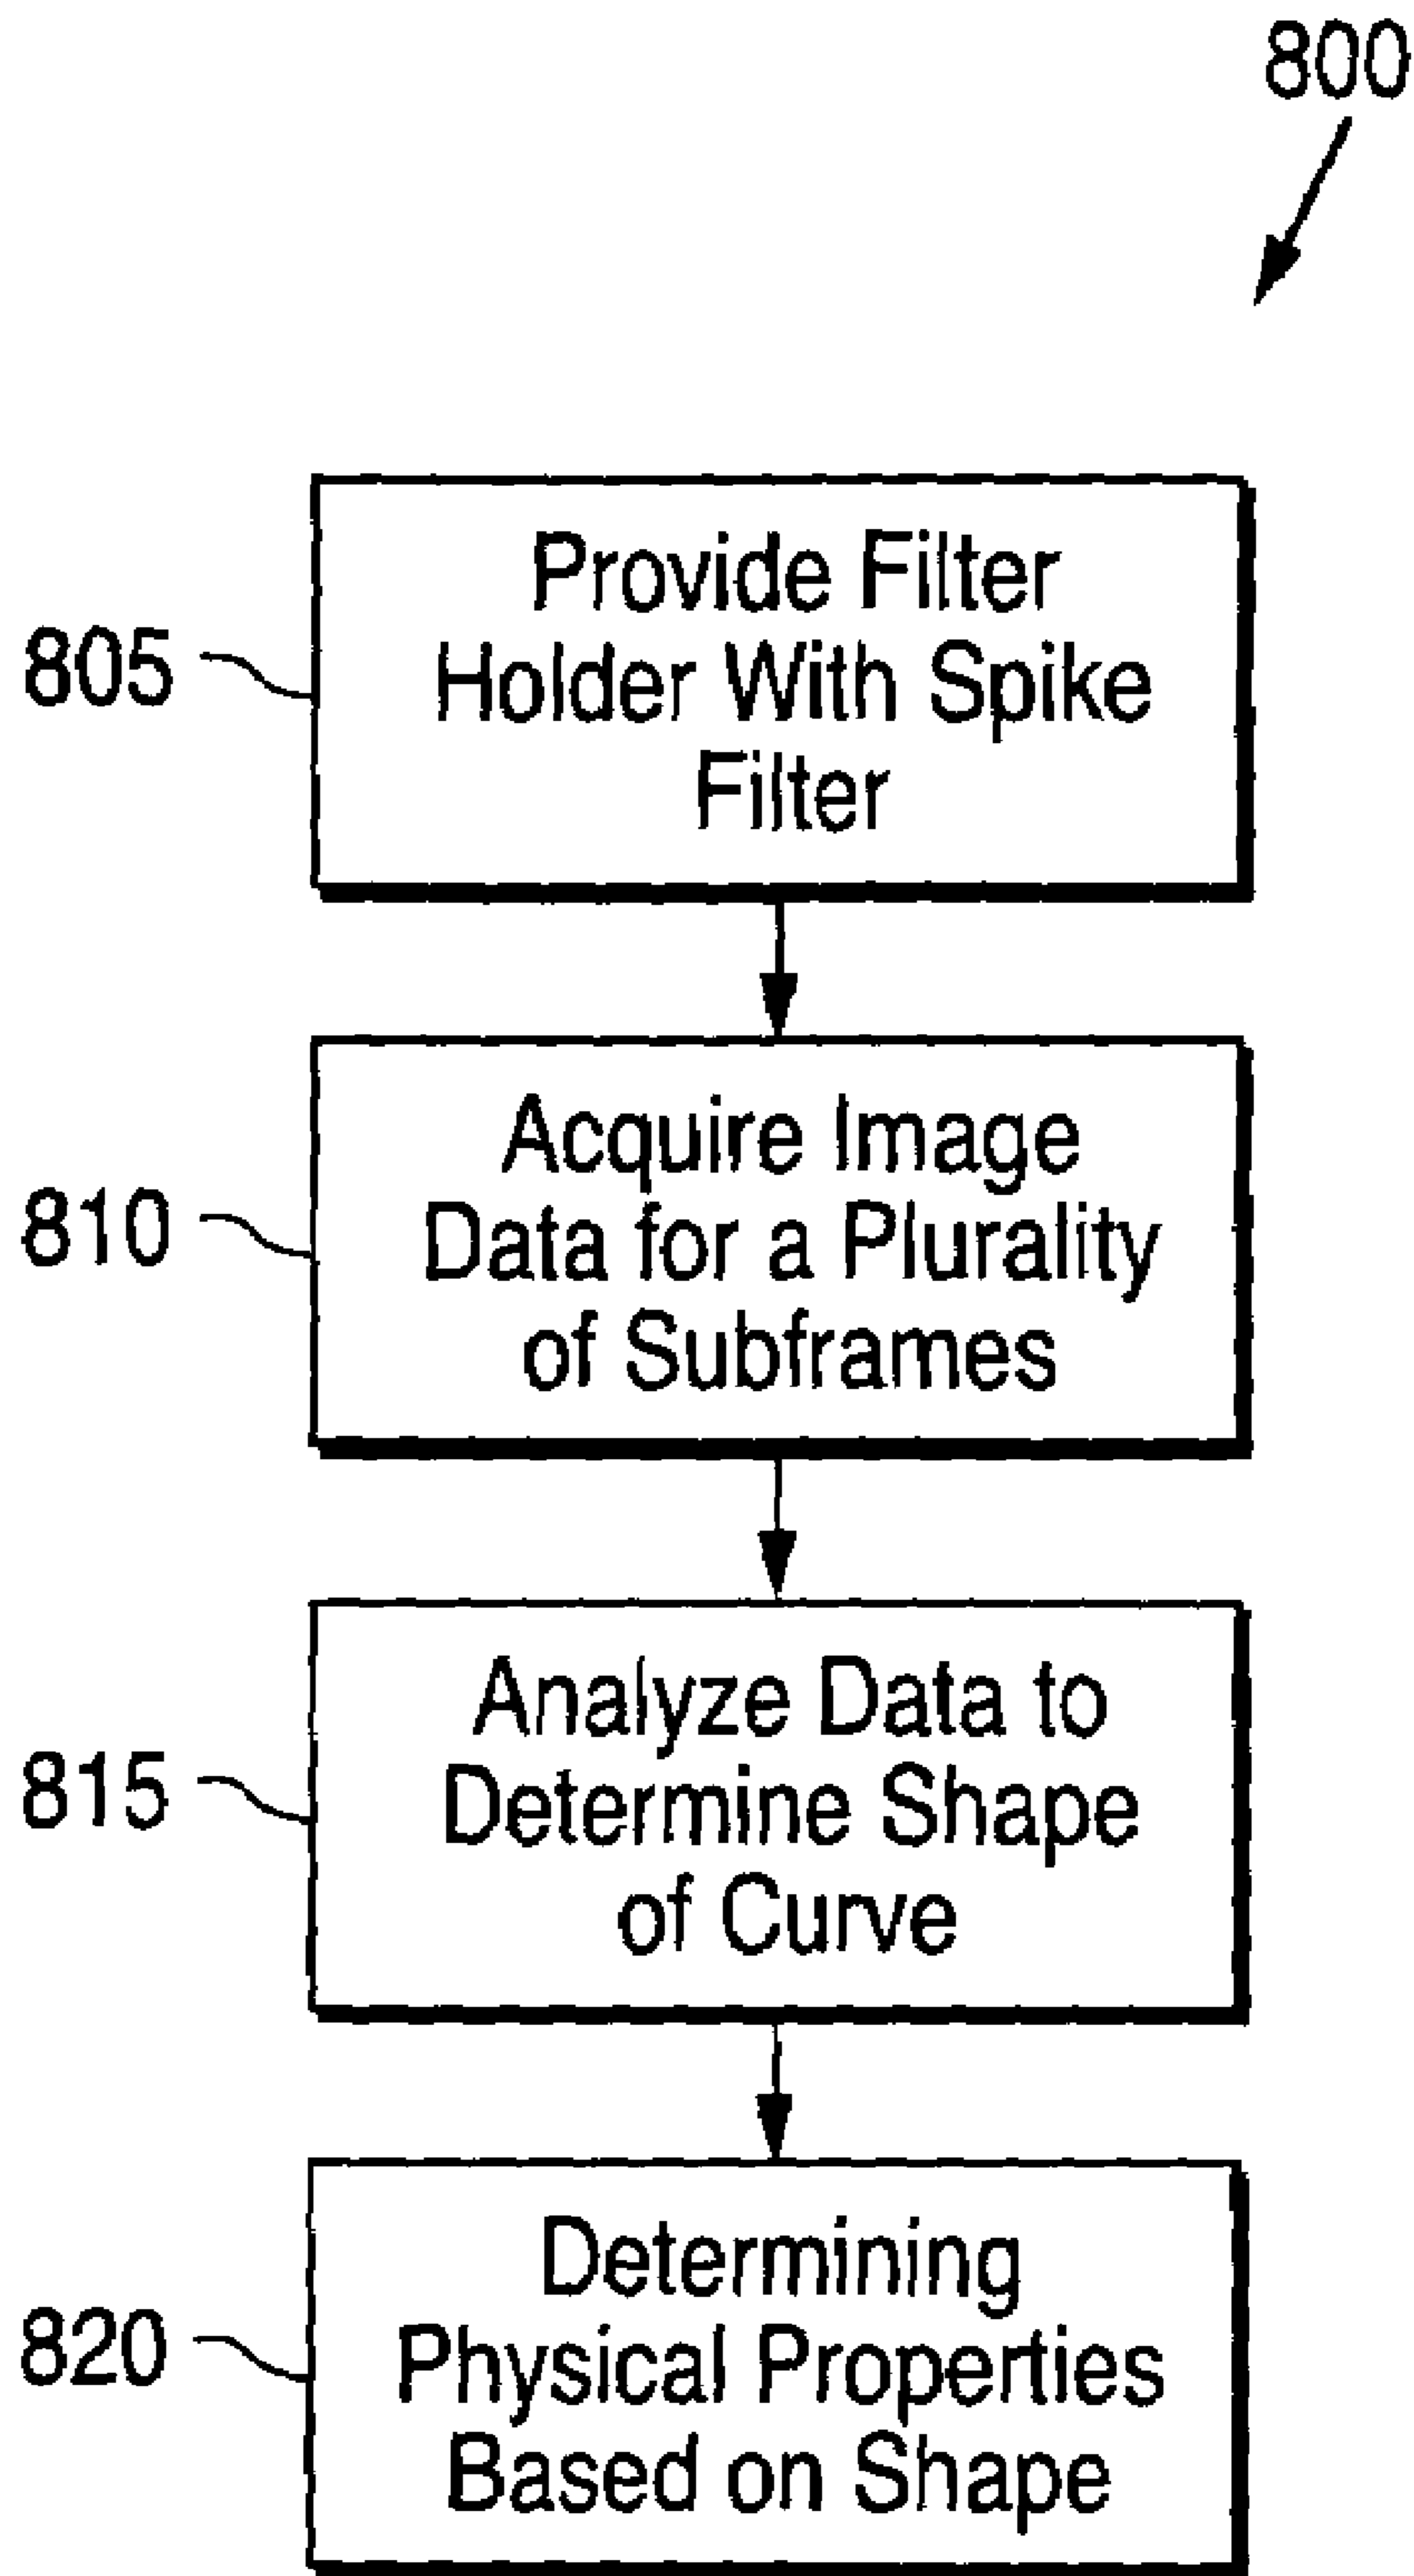 800
805
Provide Filter
Holder With Spike
Filter
810
Acquire Image
Data for a Plurality
of Subframes
815
Analyze Data to
Determine Shape
of Curve
820
Determining
Physical Properties
Based on Shape